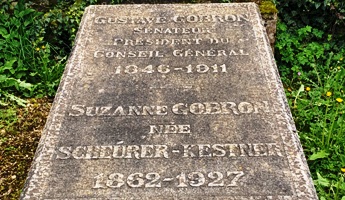 GUSTAVE GOBRON
SÉNATEUR
PRÉSIDENT DU
CONSEIL GÉNÉRAL
1846-1911
SUZANNE GOBRON
NÉE
SCHEURER-KESTNER
1862-1927